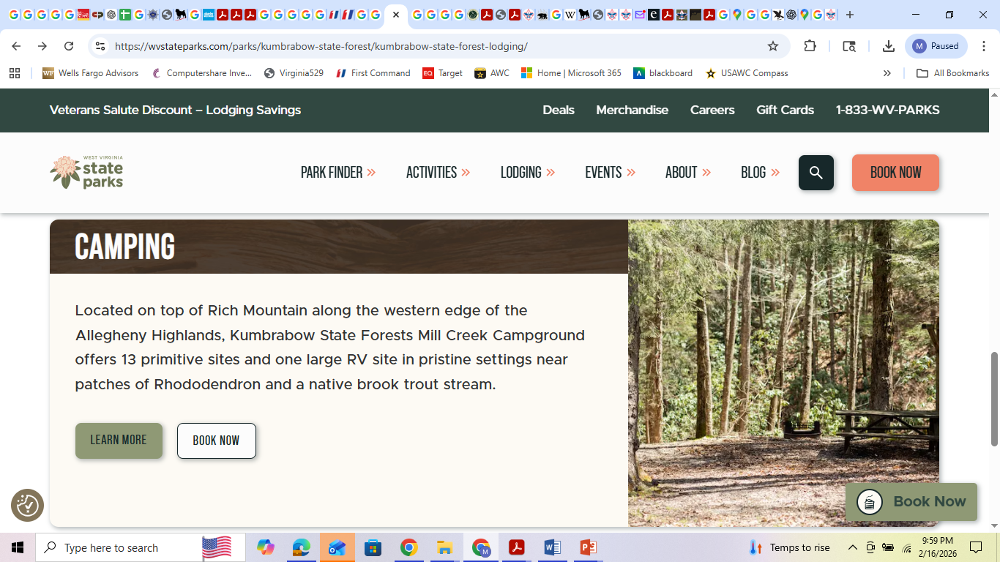 https://wvstateparks.com/parks/kumbrabow-state-forest/kumbrabow-state-forest-lodging/
M Paused
WF Wells Fargo Advisors
Computershare Inve...
Virginia529
First Command
EQ Target
AWC
Home | Microsoft 365
blackboard
USAWC Compass
All Bookmarks
Veterans Salute Discount – Lodging Savings
Deals
Merchandise
Careers
Gift Cards
1-833-WV-PARKS
WEST VIRGINIA
state
parks
PARK FINDER
ACTIVITIES
LODGING
EVENTS
ABOUT
BLOG
BOOK NOW
CAMPING
Located on top of Rich Mountain along the western edge of the
Allegheny Highlands, Kumbrabow State Forests Mill Creek Campground
offers 13 primitive sites and one large RV site in pristine settings near
patches of Rhododendron and a native brook trout stream.
LEARN MORE
BOOK NOW
Book Now
Type here to search
Temps to rise
9:59 PM
2/16/2026